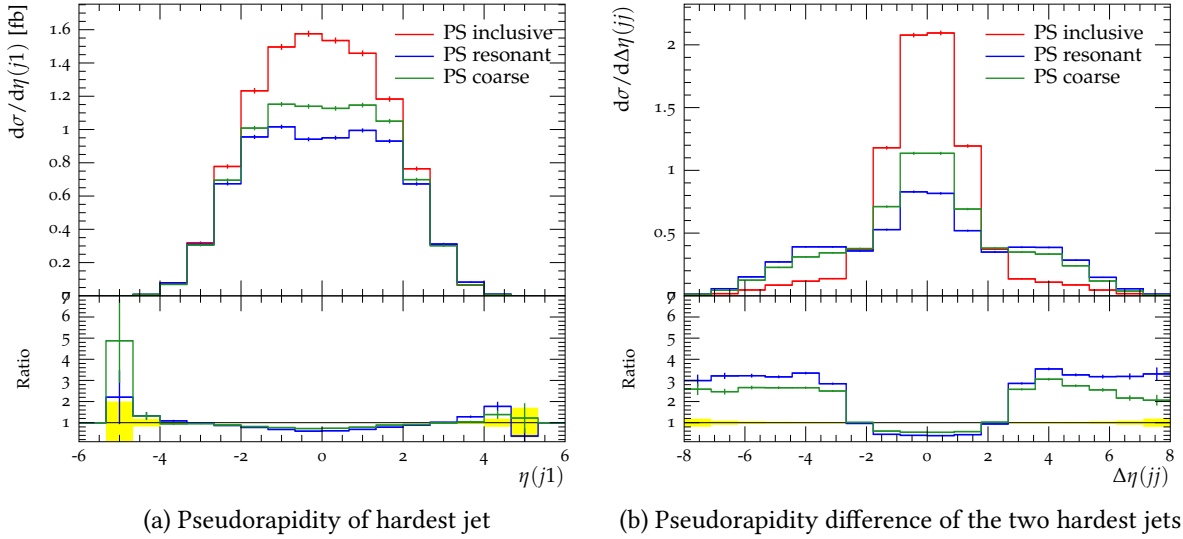 dσ/dη(j1) [fb]
PS inclusive
PS resonant
PS coarse
1.6
1.4
1.2
1
0.8
0.6
0.4
0.2
0
Ratio
5
4
3
2
1
-6 -4 -2 0 2 4 6
η(j1)
(a) Pseudorapidity of hardest jet
dσ/dΔη(jj)
PS inclusive
PS resonant
PS coarse
2
1.5
1
0.5
0
Ratio
5
4
3
2
1
-8 -6 -4 -2 0 2 4 6 8
Δη(jj)
(b) Pseudorapidity difference of the two hardest jets